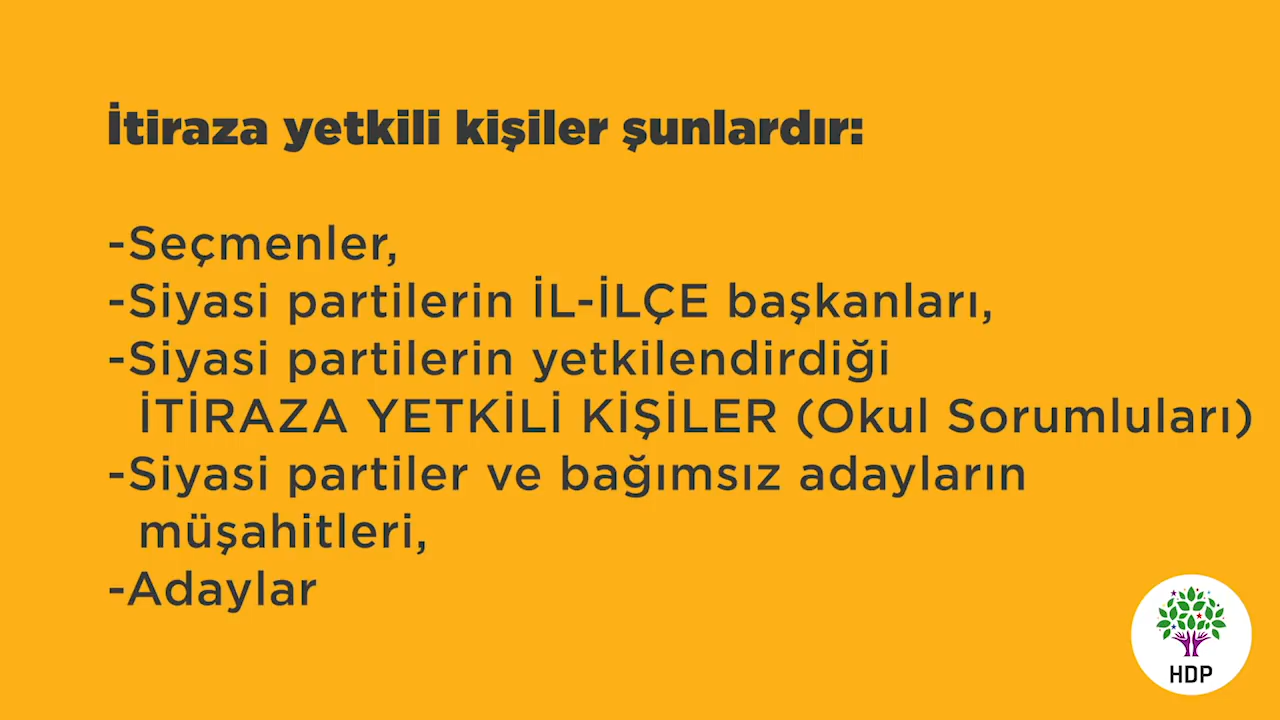 İtiraza yetkili kişiler şunlardır:
-Seçmenler,
-Siyasi partilerin İL-İLÇE başkanları,
-Siyasi partilerin yetkilendirdiği
İTİRAZA YETKİLİ KİŞİLER (Okul Sorumluları)
-Siyasi partiler ve bağımsız adayların
müşahitleri,
-Adaylar
HDP